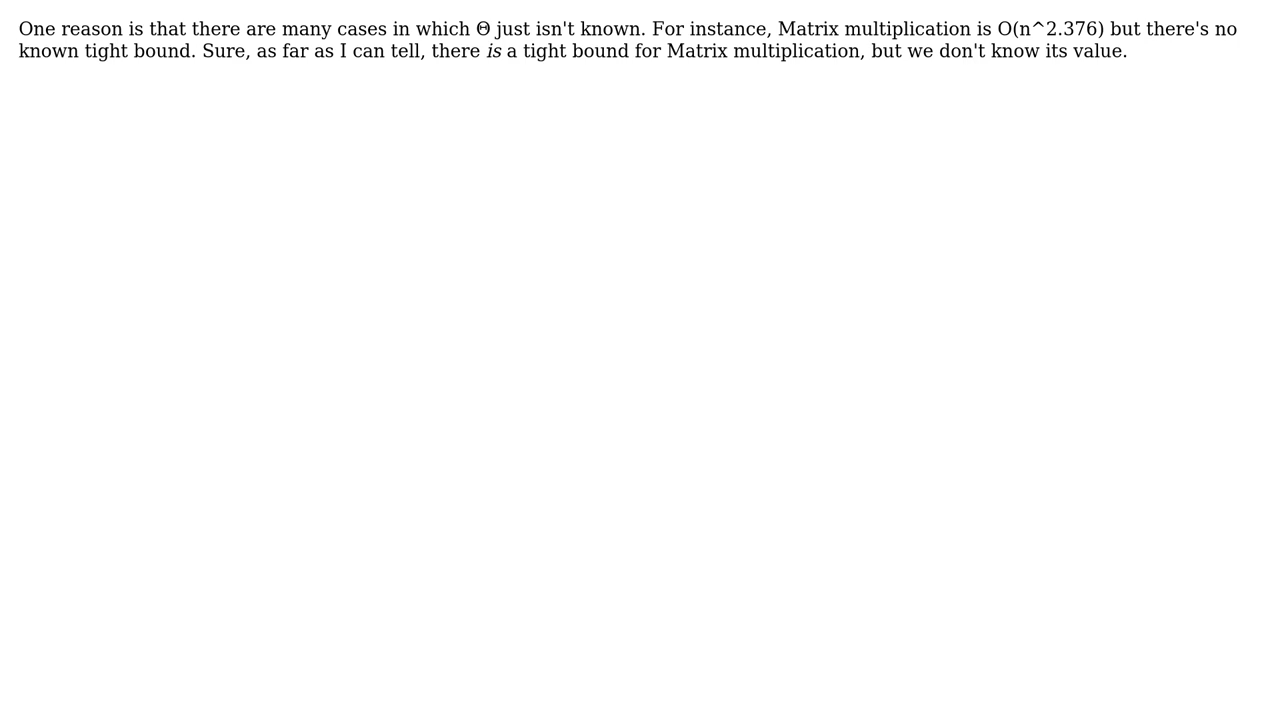 One reason is that there are many cases in which Θ just isn't known. For instance, Matrix multiplication is O(n^2.376) but there's no
known tight bound. Sure, as far as I can tell, there is a tight bound for Matrix multiplication, but we don't know its value.